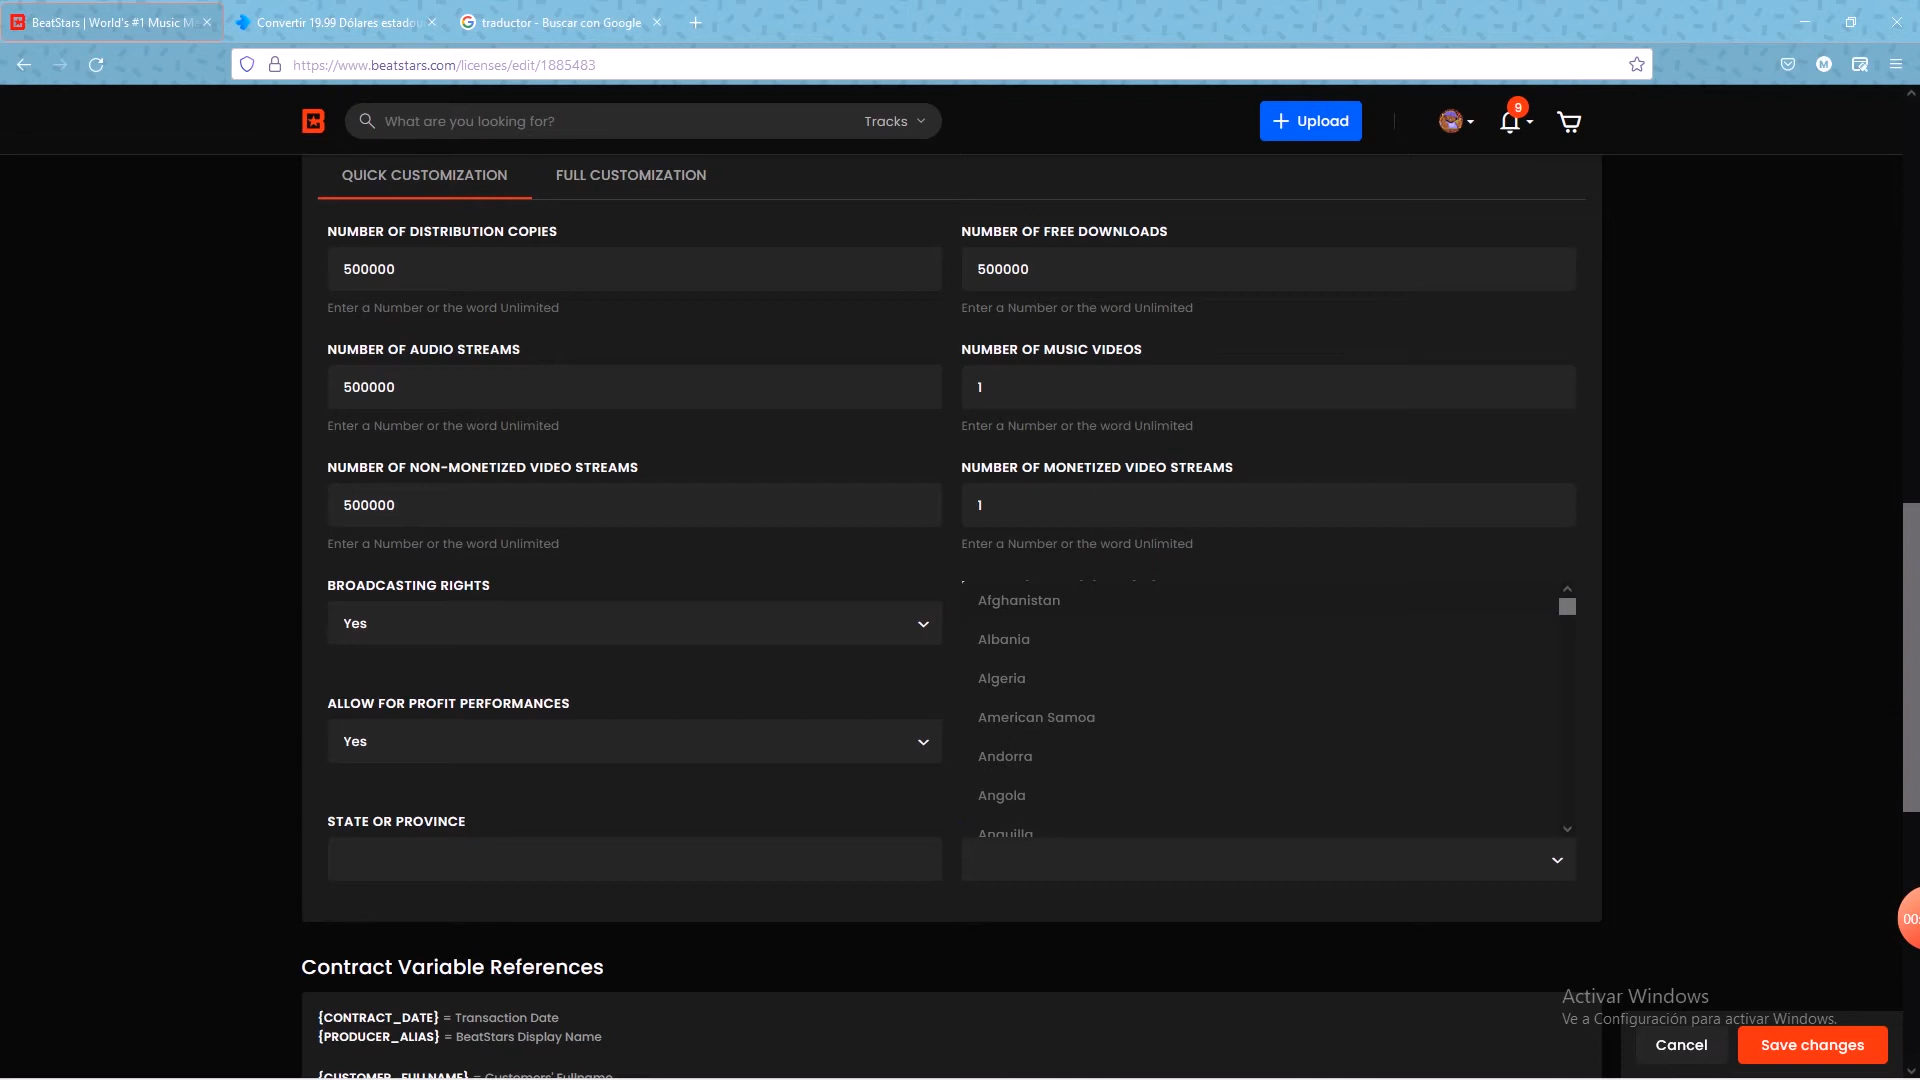 BeatStars | World's #1 Music M
Convertir 19.99 Dólares estadou
traductor - Buscar con Google
https://www.beatstars.com/licenses/edit/1885483
M
What are you looking for?
Tracks
Upload
9
QUICK CUSTOMIZATION
FULL CUSTOMIZATION
NUMBER OF DISTRIBUTION COPIES
NUMBER OF FREE DOWNLOADS
500000
500000
Enter a Number or the word Unlimited
Enter a Number or the word Unlimited
NUMBER OF AUDIO STREAMS
NUMBER OF MUSIC VIDEOS
500000
1
Enter a Number or the word Unlimited
Enter a Number or the word Unlimited
NUMBER OF NON-MONETIZED VIDEO STREAMS
NUMBER OF MONETIZED VIDEO STREAMS
500000
1
Enter a Number or the word Unlimited
Enter a Number or the word Unlimited
BROADCASTING RIGHTS
Yes
Afghanistan
Albania
Algeria
American Samoa
Andorra
Angola
Anguilla
ALLOW FOR PROFIT PERFORMANCES
Yes
STATE OR PROVINCE
00:
Contract Variable References
{CONTRACT_DATE} = Transaction Date
{PRODUCER_ALIAS} = BeatStars Display Name
{CUSTOMER_FULLNAME} = Customers' Fullname
Activar Windows
Ve a Configuración para activar Windows.
Cancel
Save changes